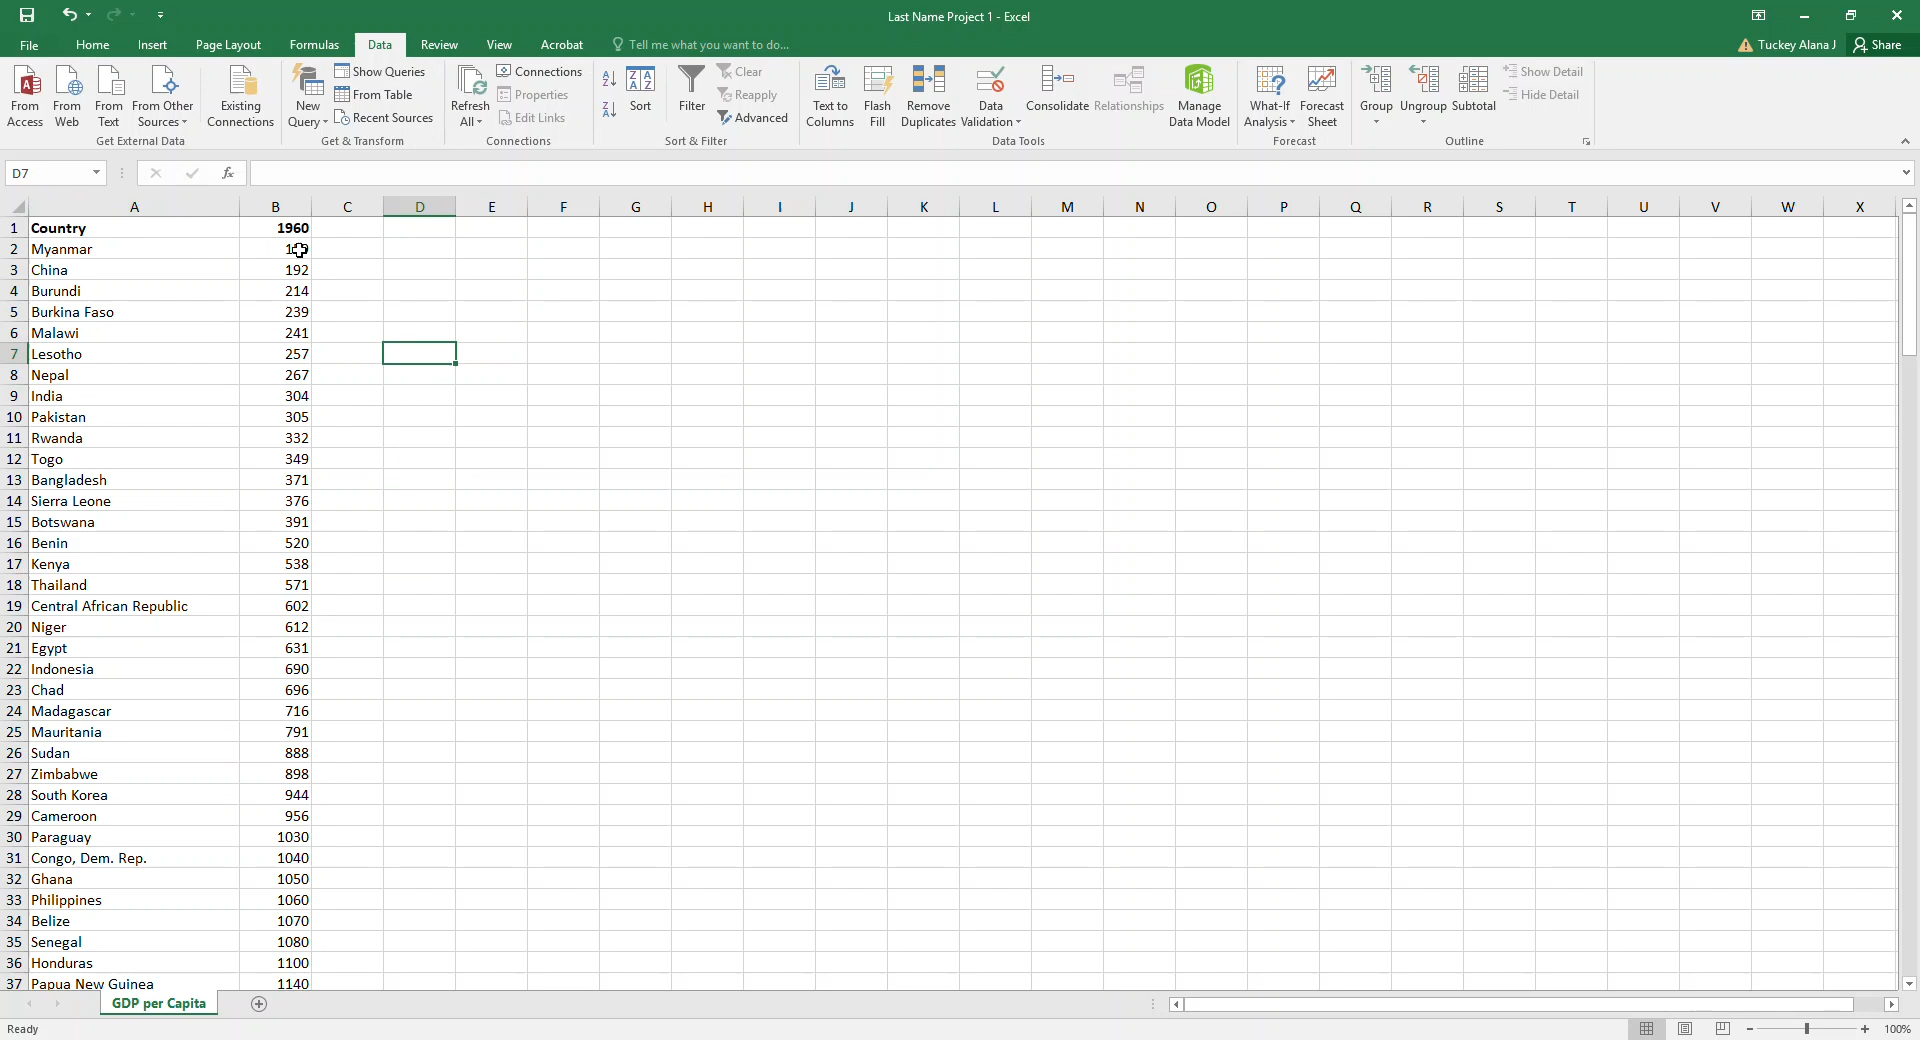 Last Name Project 1 - Excel
File Home Insert Page Layout Formulas Data Review View Acrobat Tell me what you want to do... Tuckey Alana J Share
From Access
From Web
From Text
From Other Sources
Existing Connections
Get External Data
New Query
Show Queries
From Table
Recent Sources
Get & Transform
Refresh All
Connections
Properties
Edit Links
Connections
Sort
Filter
Clear
Reapply
Advanced
Sort & Filter
Text to Columns
Flash Fill
Remove Duplicates
Data Validation
Consolidate
Relationships
Manage Data Model
Data Tools
What-If Analysis
Forecast Sheet
Forecast
Group
Ungroup
Subtotal
Show Detail
Hide Detail
Outline
D7 fx
A B C D E F G H I J K L M N O P Q R S T U V W X
1 Country 1960
2 Myanmar
3 China 192
4 Burundi 214
5 Burkina Faso 239
6 Malawi 241
7 Lesotho 257
8 Nepal 267
9 India 304
10 Pakistan 305
11 Rwanda 332
12 Togo 349
13 Bangladesh 371
14 Sierra Leone 376
15 Botswana 391
16 Benin 520
17 Kenya 538
18 Thailand 571
19 Central African Republic 602
20 Niger 612
21 Egypt 631
22 Indonesia 690
23 Chad 696
24 Madagascar 716
25 Mauritania 791
26 Sudan 888
27 Zimbabwe 898
28 South Korea 944
29 Cameroon 956
30 Paraguay 1030
31 Congo, Dem. Rep. 1040
32 Ghana 1050
33 Philippines 1060
34 Belize 1070
35 Senegal 1080
36 Honduras 1100
37 Papua New Guinea 1140
GDP per Capita
Ready 100%